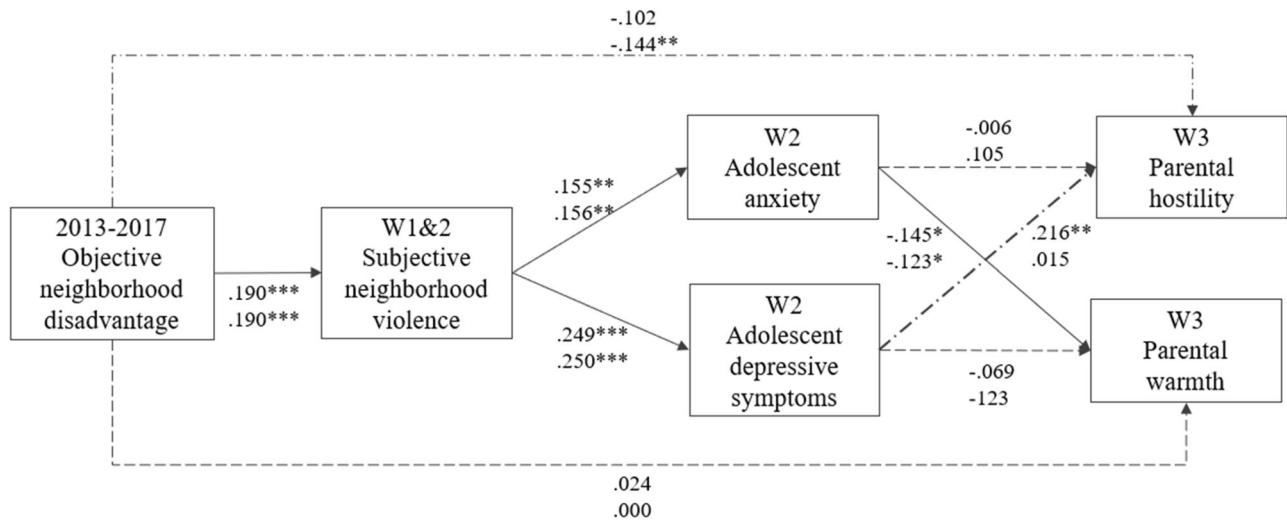 -.102
-.144**
W2
Adolescent
anxiety
-.006
.105
W3
Parental
hostility
2013-2017
Objective
neighborhood
disadvantage
.190***
.190***
W1&2
Subjective
neighborhood
violence
.155**
.156**
.249***
.250***
-.145*
-.123*
.216**
.015
W2
Adolescent
depressive
symptoms
-.069
-123
W3
Parental
warmth
.024
.000